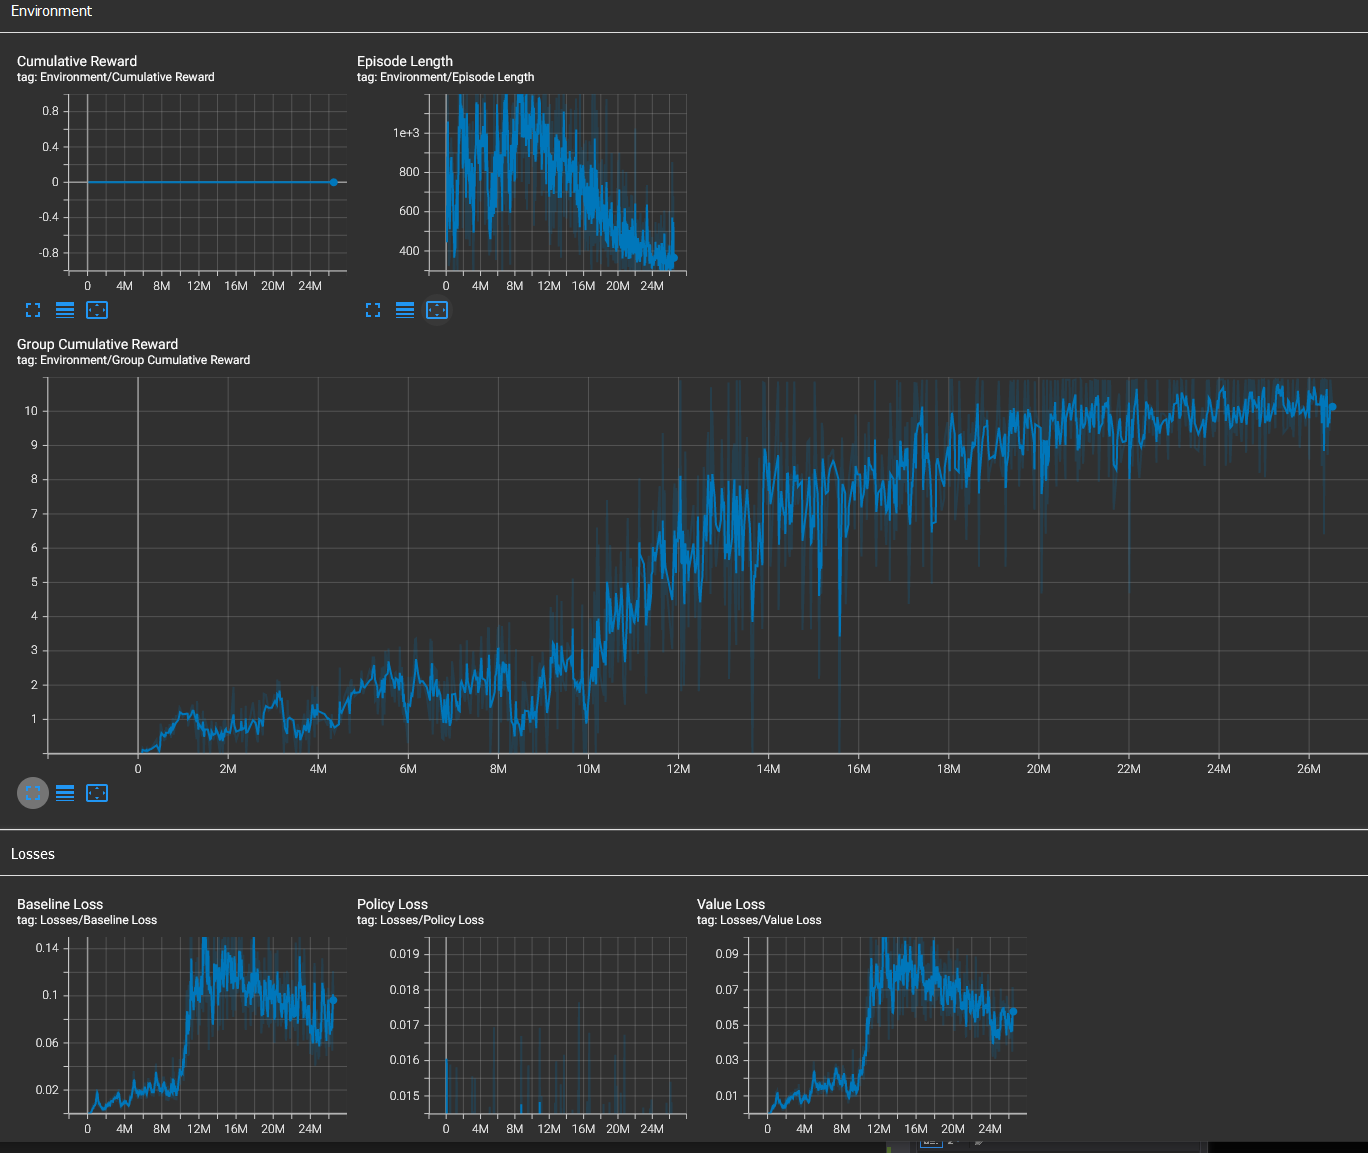 Environment
Cumulative Reward
tag: Environment/Cumulative Reward
0.8
0.4
0
-0.4
-0.8
0 4M 8M 12M 16M 20M 24M
Episode Length
tag: Environment/Episode Length
1e+3
800
600
400
0 4M 8M 12M 16M 20M 24M
Group Cumulative Reward
tag: Environment/Group Cumulative Reward
10
9
8
7
6
5
4
3
2
1
0 2M 4M 6M 8M 10M 12M 14M 16M 18M 20M 22M 24M 26M
Losses
Baseline Loss
tag: Losses/Baseline Loss
0.14
0.1
0.06
0.02
0 4M 8M 12M 16M 20M 24M
Policy Loss
tag: Losses/Policy Loss
0.019
0.018
0.017
0.016
0.015
0 4M 8M 12M 16M 20M 24M
Value Loss
tag: Losses/Value Loss
0.09
0.07
0.05
0.03
0.01
0 4M 8M 12M 16M 20M 24M